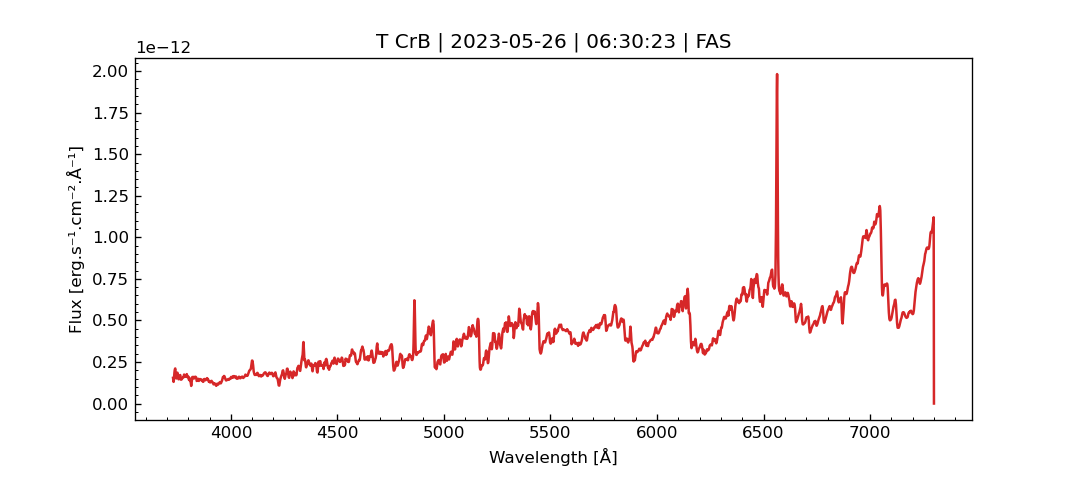 T CrB | 2023-05-26 | 06:30:23 | FAS
1e−12
2.00
1.75
1.50
1.25
1.00
0.75
0.50
0.25
0.00
Flux [erg.s⁻¹.cm⁻².Å⁻¹]
4000 4500 5000 5500 6000 6500 7000
Wavelength [Å]